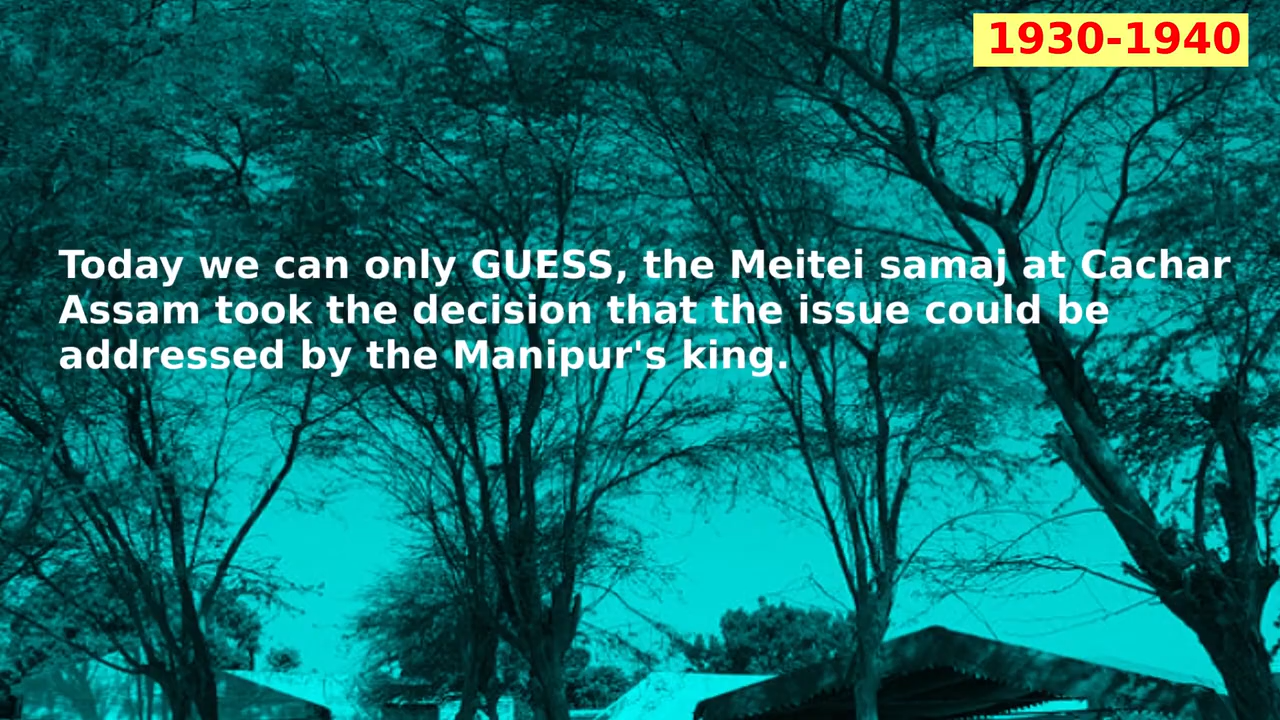 1930-1940
Today we can only GUESS, the Meitei samaj at Cachar
Assam took the decision that the issue could be
addressed by the Manipur's king.